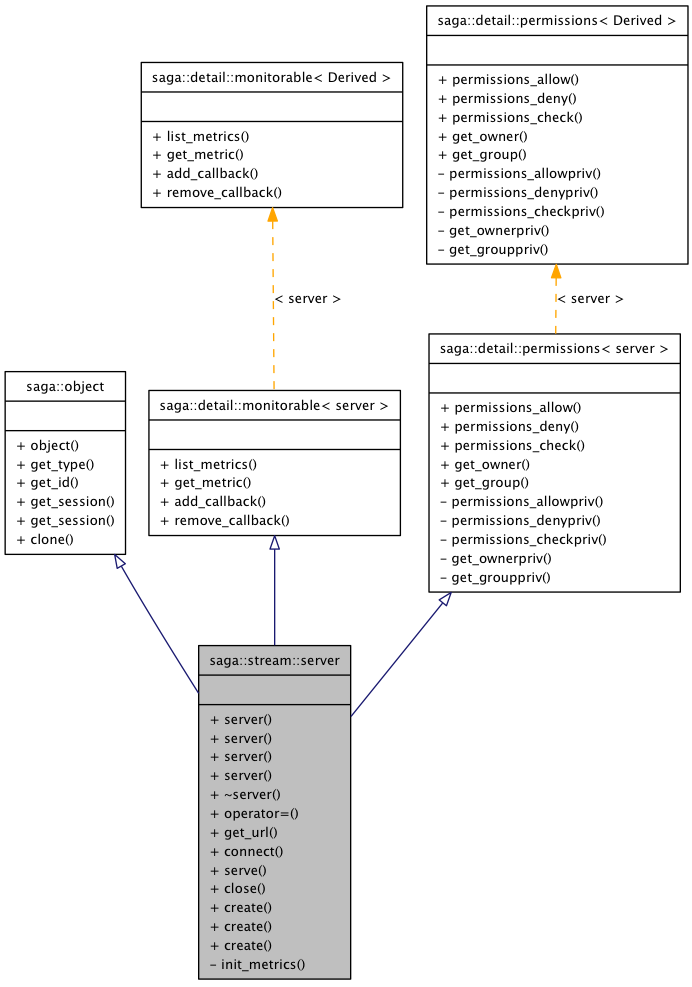 saga::detail::permissions< Derived >
+ permissions_allow()
+ permissions_deny()
+ permissions_check()
+ get_owner()
+ get_group()
– permissions_allowpriv()
– permissions_denypriv()
– permissions_checkpriv()
– get_ownerpriv()
– get_grouppriv()
saga::detail::monitorable< Derived >
+ list_metrics()
+ get_metric()
+ add_callback()
+ remove_callback()
< server >
< server >
saga::detail::permissions< server >
+ permissions_allow()
+ permissions_deny()
+ permissions_check()
+ get_owner()
+ get_group()
– permissions_allowpriv()
– permissions_denypriv()
– permissions_checkpriv()
– get_ownerpriv()
– get_grouppriv()
saga::object
+ object()
+ get_type()
+ get_id()
+ get_session()
+ get_session()
+ clone()
saga::detail::monitorable< server >
+ list_metrics()
+ get_metric()
+ add_callback()
+ remove_callback()
saga::stream::server
+ server()
+ server()
+ server()
+ server()
+ ~server()
+ operator=()
+ get_url()
+ connect()
+ serve()
+ close()
+ create()
+ create()
+ create()
– init_metrics()